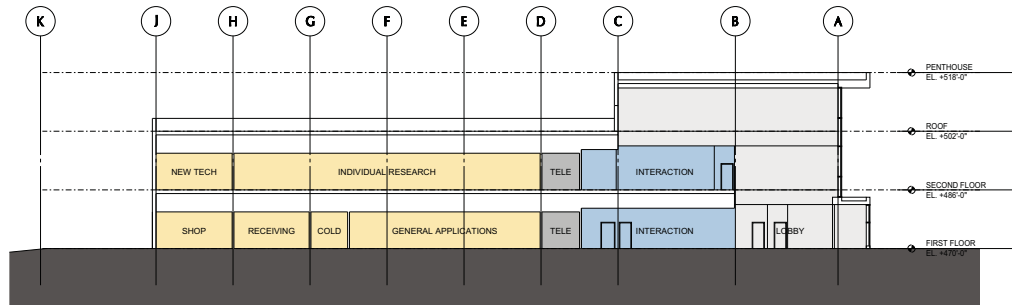 K J H G F E D C B A
PENTHOUSE
EL. +518'-0"
ROOF
EL. +502'-0"
NEW TECH INDIVIDUAL RESEARCH TELE INTERACTION
SECOND FLOOR
EL. +486'-0"
SHOP RECEIVING COLD GENERAL APPLICATIONS TELE INTERACTION LOBBY
FIRST FLOOR
EL. +470'-0"